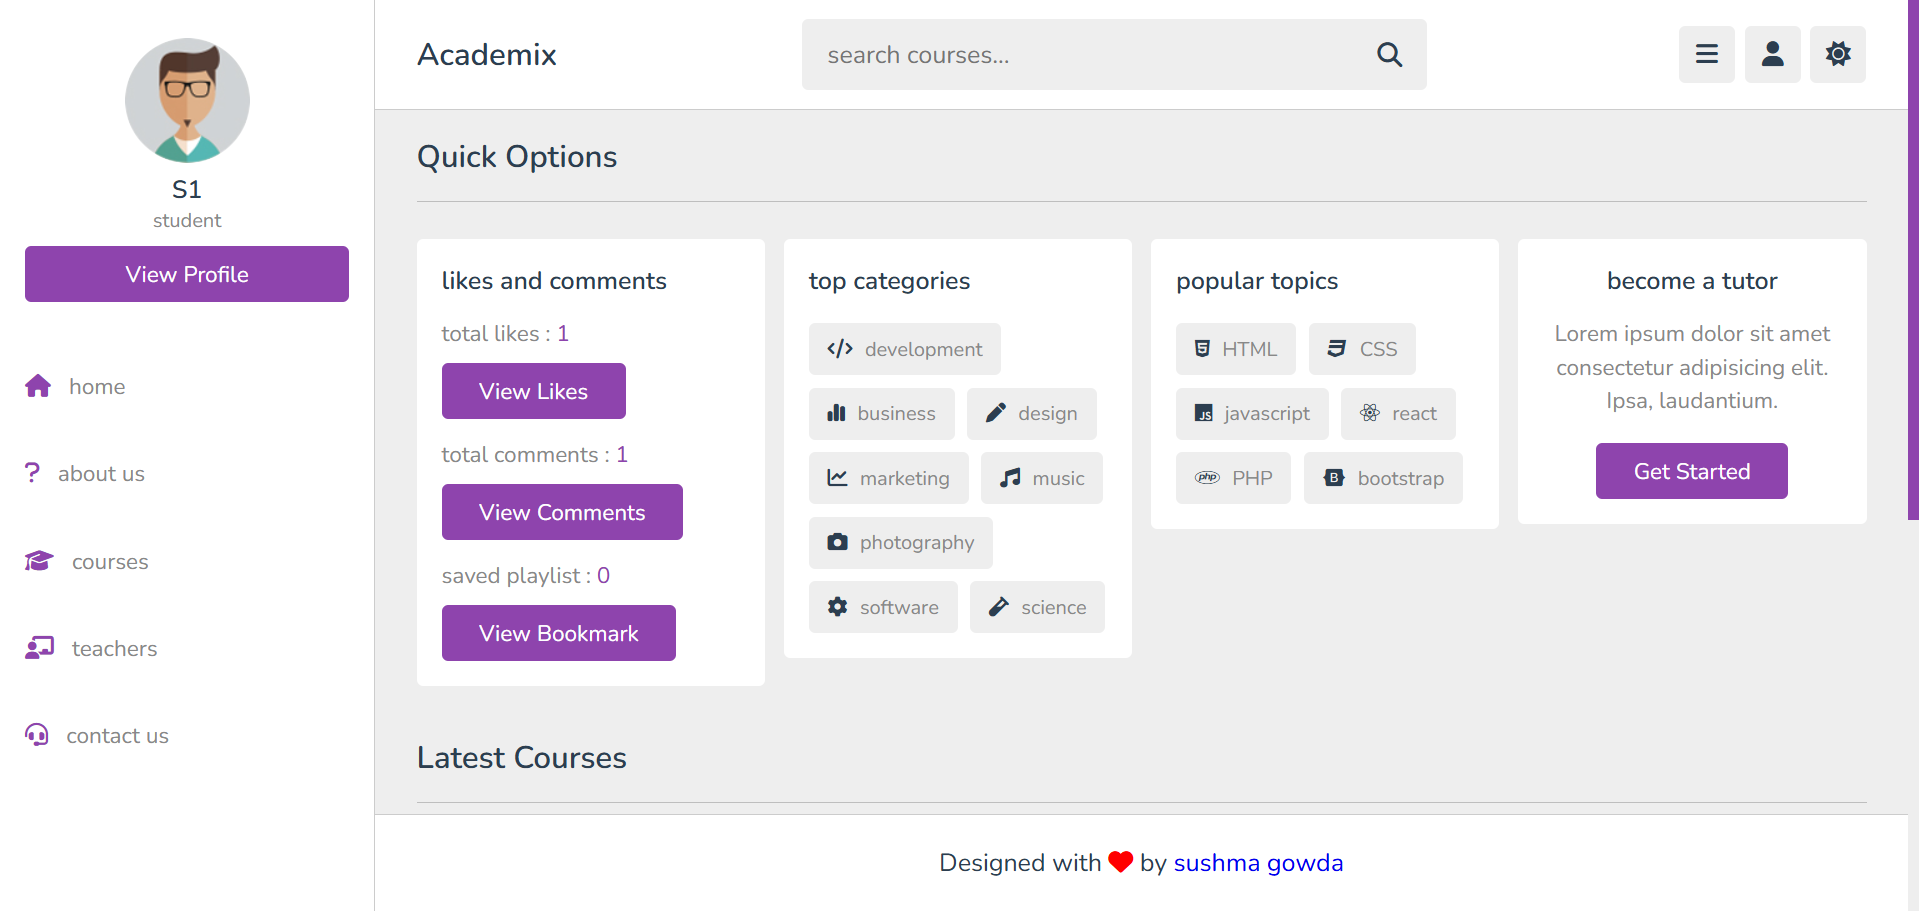 S1
student
View Profile
home
about us
courses
teachers
contact us
Academix
search courses...
Quick Options
likes and comments
total likes : 1
View Likes
total comments : 1
View Comments
saved playlist : 0
View Bookmark
top categories
development
business design
marketing music
photography
software science
popular topics
HTML CSS
JS javascript react
php PHP B bootstrap
become a tutor
Lorem ipsum dolor sit amet
consectetur adipisicing elit.
Ipsa, laudantium.
Get Started
Latest Courses
Designed with ❤ by sushma gowda